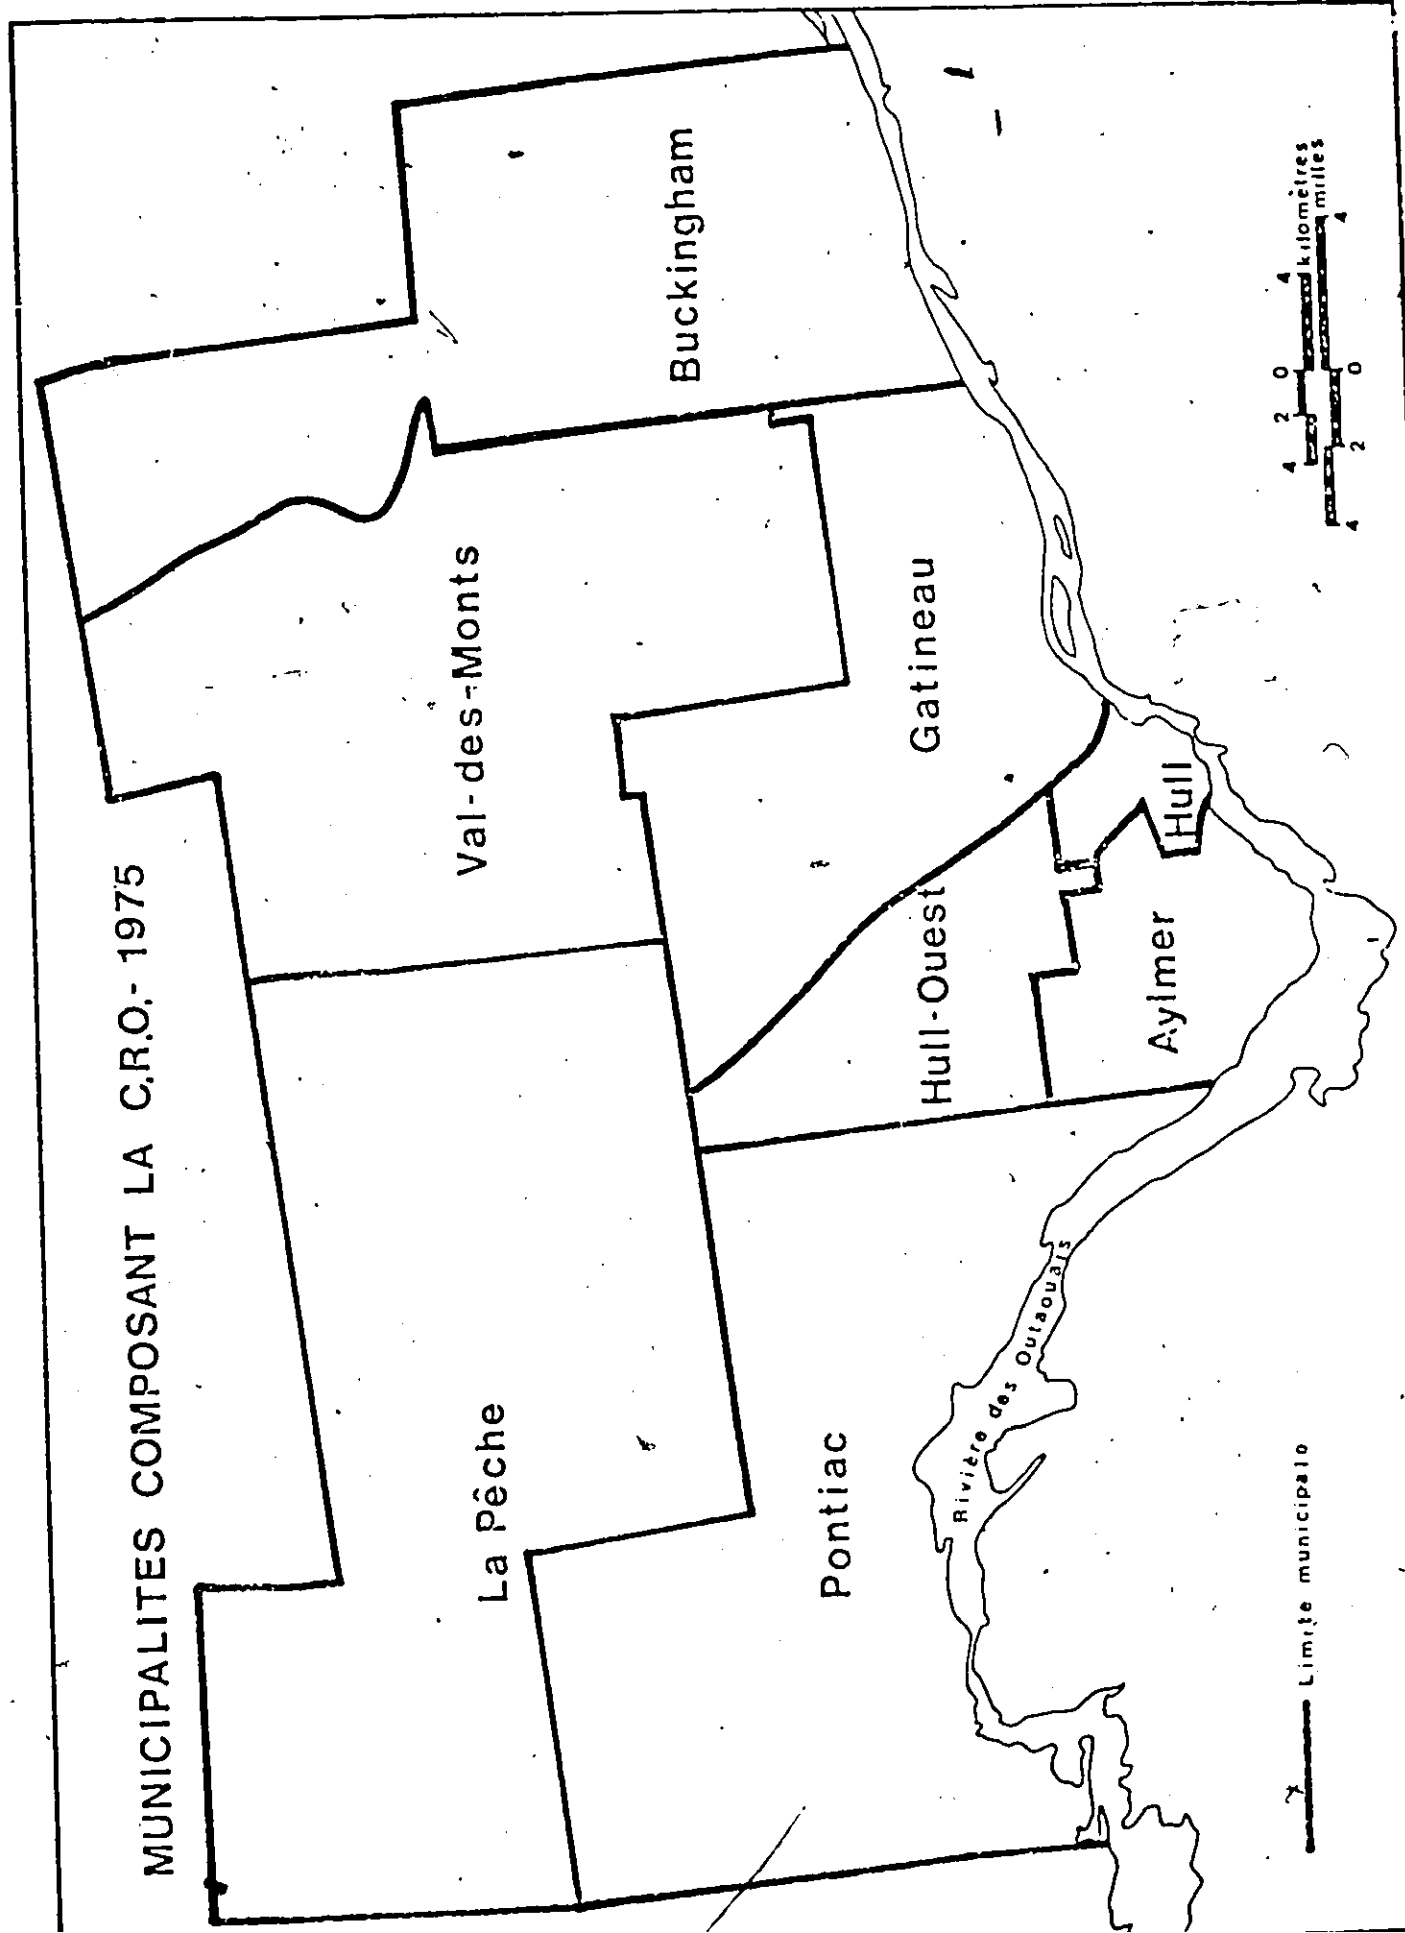 MUNICIPALITES COMPOSANT LA C.R.O.-1975
La Pêche
Val-des-Monts
Buckingham
Pontiac
Hull-Ouest
Gatineau
Aylmer
Hull
Rivière des Outaouais
Limite municipale
4 2 0 4
kilomètres
milles
4 2 0 4